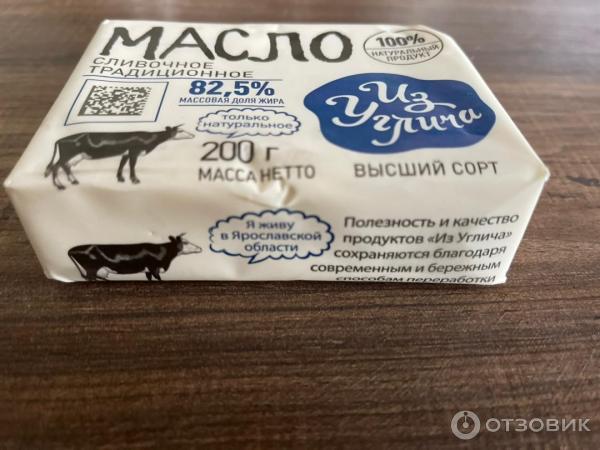 МАСЛО
СЛИВОЧНОЕ
ТРАДИЦИОННОЕ
82,5%
МАССОВАЯ ДОЛЯ ЖИРА
только
натуральное
200 г
МАССА НЕТТО
100%
НАТУРАЛЬНЫЙ
ПРОДУКТ
Из
Углича
ВЫСШИЙ СОРТ
Я живу
в Ярославской
области
Полезность и качество
продуктов «Из Углича»
сохраняются благодаря
современным и бережным
способам переработки
ОТЗОВИК